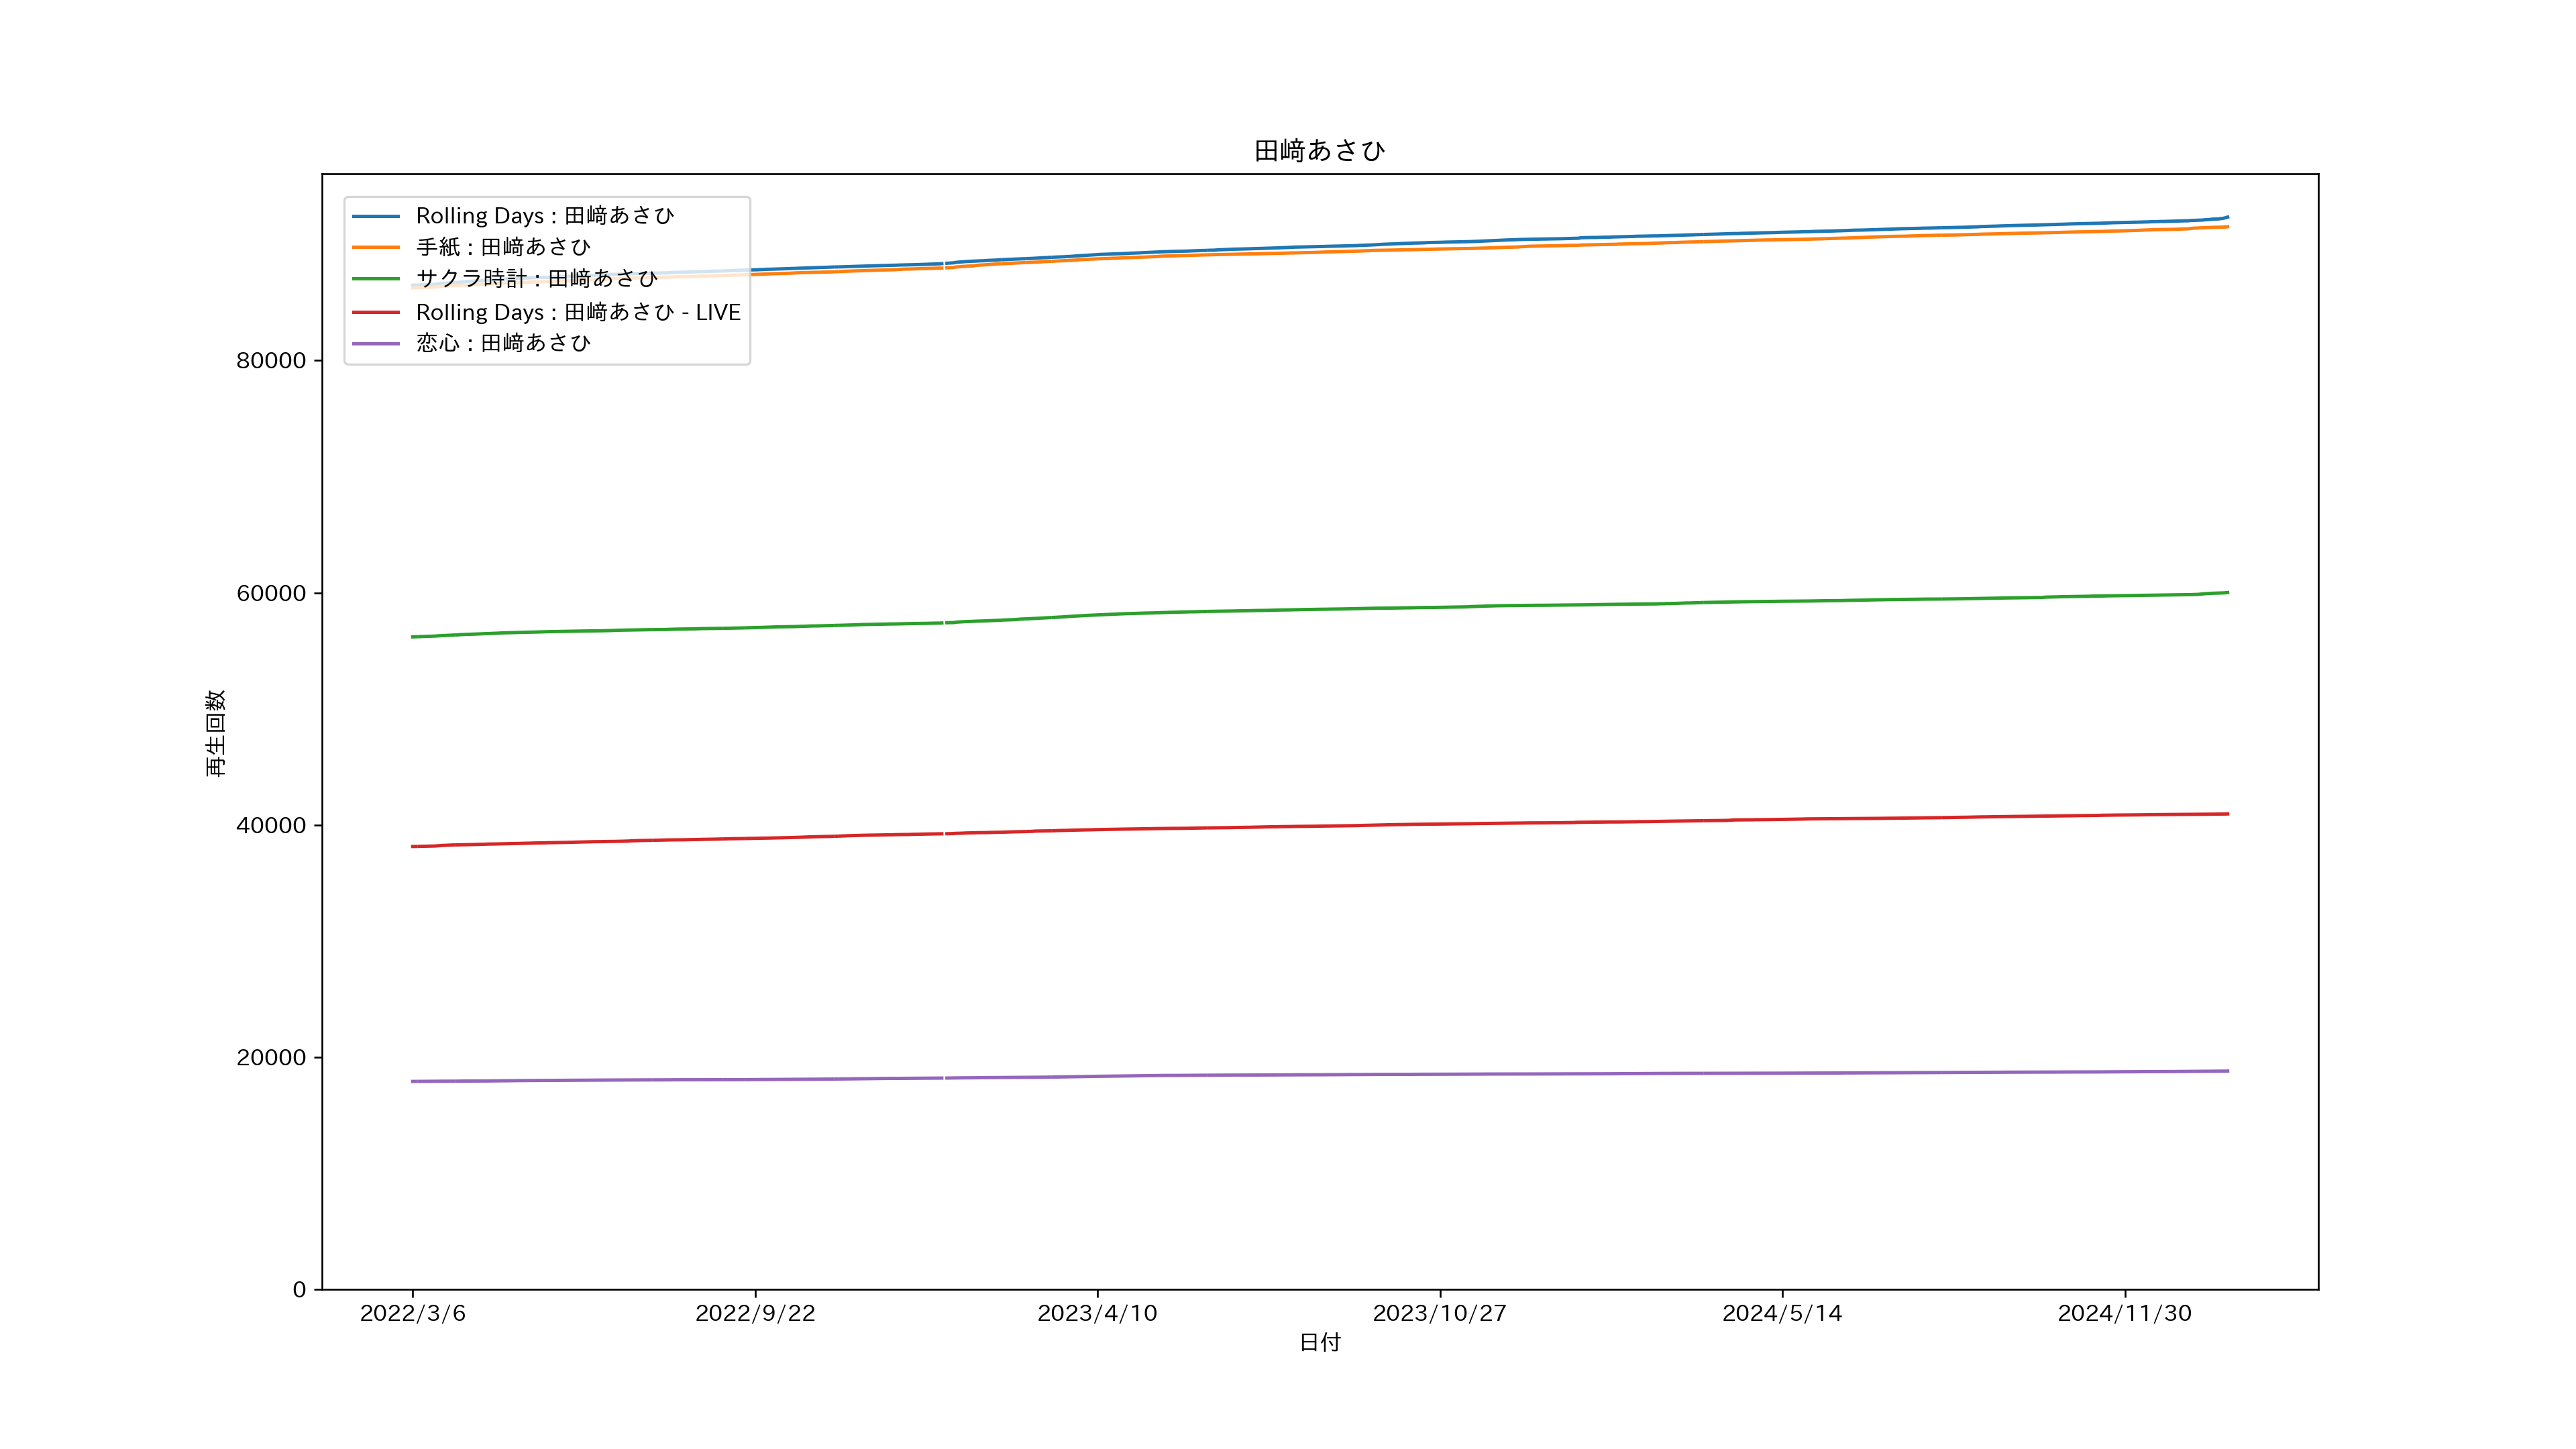 田﨑あさひ
Rolling Days : 田﨑あさひ
手紙 : 田﨑あさひ
サクラ時計 : 田﨑あさひ
Rolling Days : 田﨑あさひ - LIVE
恋心 : 田﨑あさひ
再生回数
80000
60000
40000
20000
0
2022/3/6 2022/9/22 2023/4/10 2023/10/27 2024/5/14 2024/11/30
日付